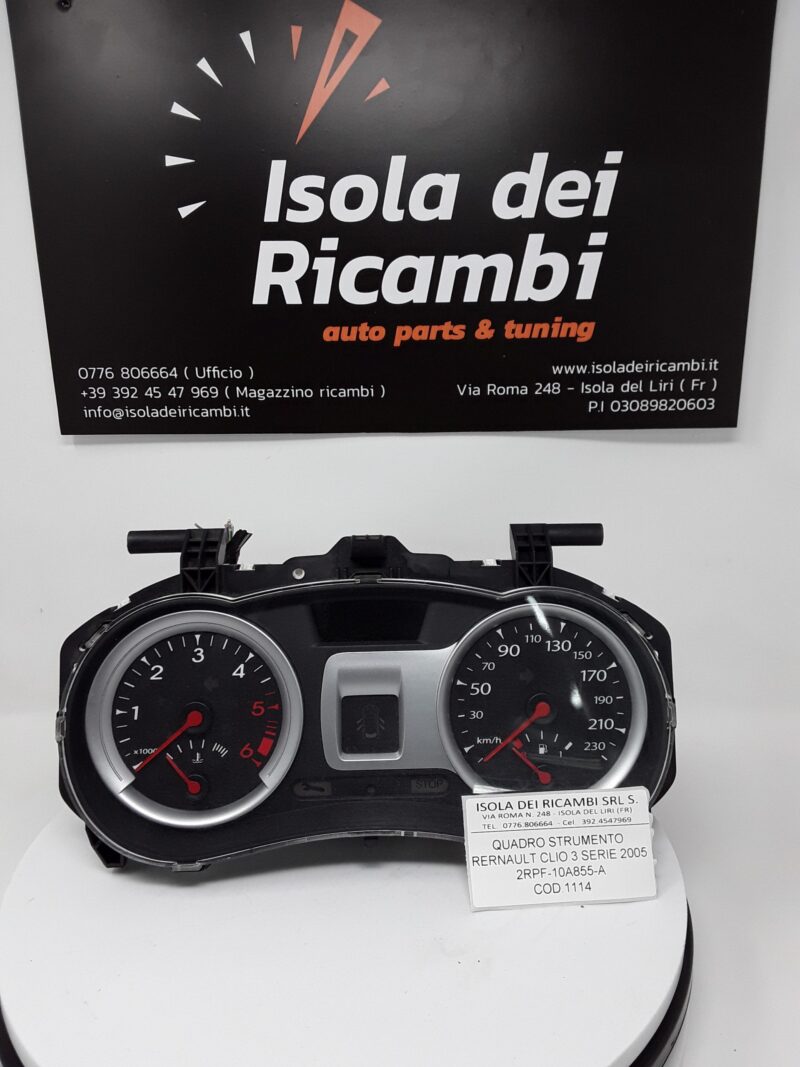 Isola dei
Ricambi
auto parts & tuning
0776 806664 ( Ufficio )
+39 392 45 47 969 ( Magazzino ricambi )
info@isoladeiricambi.it
www.isoladeiricambi.it
Via Roma 248 - Isola del Liri ( Fr )
P.I 03089820603
1 2 3 4 5 6
x1000
30 50 70 90 110 130 150 170 190 210 230
km/h
STOP
ISOLA DEI RICAMBI SRL S.
VIA ROMA N. 248 - ISOLA DEL LIRI (FR)
TEL. 0776.806664 - Cel. 392.4547969
QUADRO STRUMENTO
RERNAULT CLIO 3 SERIE 2005
2RPF-10A855-A
COD.1114